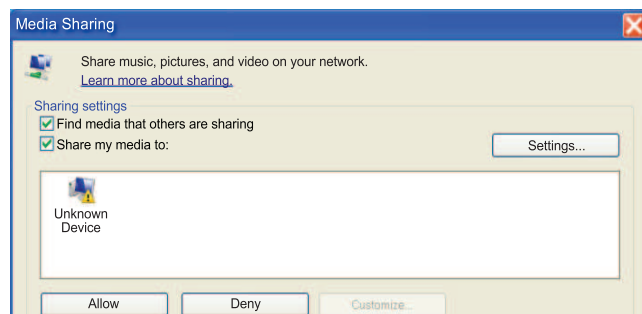 Media Sharing
Share music, pictures, and video on your network.
Learn more about sharing.
Sharing settings
Find media that others are sharing
Share my media to:
Settings...
Unknown
Device
Allow
Deny
Customize...